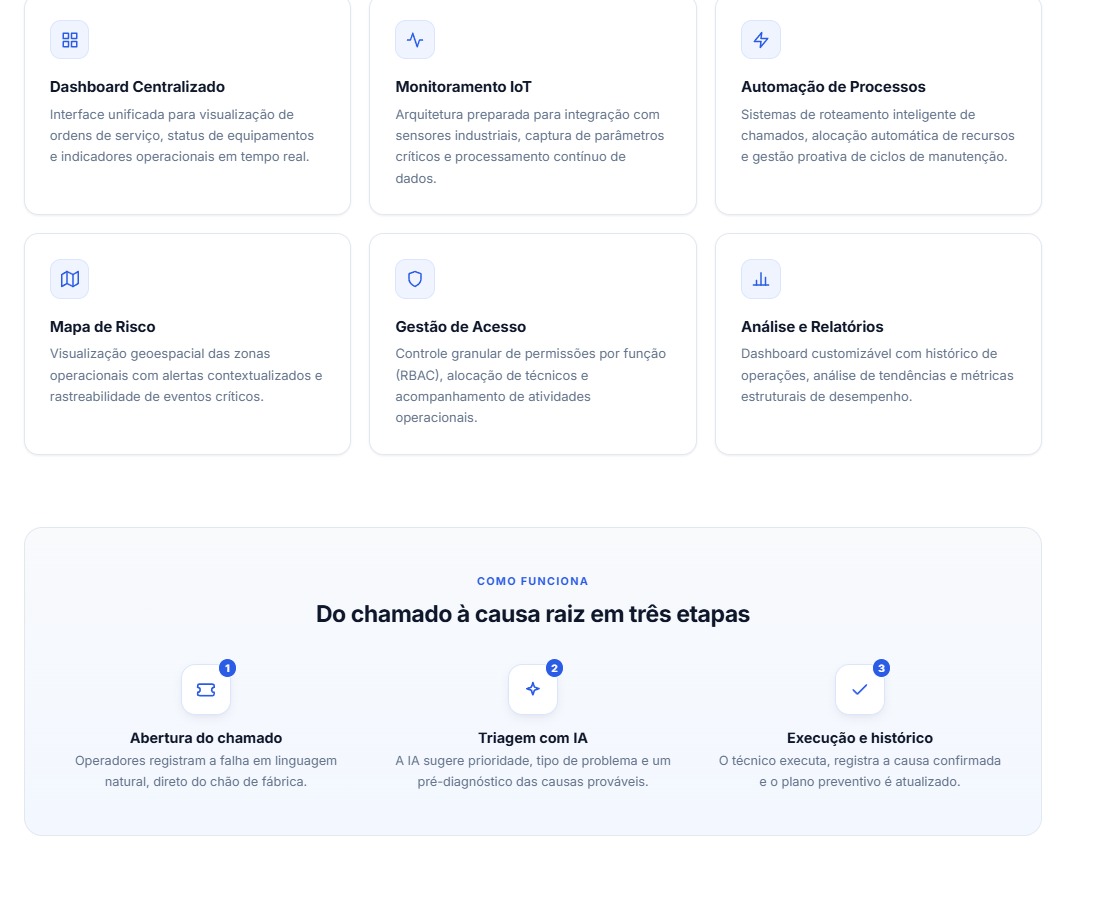 Dashboard Centralizado
Interface unificada para visualização de
ordens de serviço, status de equipamentos
e indicadores operacionais em tempo real.
Monitoramento IoT
Arquitetura preparada para integração com
sensores industriais, captura de parâmetros
críticos e processamento contínuo de
dados.
Automação de Processos
Sistemas de roteamento inteligente de
chamados, alocação automática de recursos
e gestão proativa de ciclos de manutenção.
Mapa de Risco
Visualização geoespacial das zonas
operacionais com alertas contextualizados e
rastreabilidade de eventos críticos.
Gestão de Acesso
Controle granular de permissões por função
(RBAC), alocação de técnicos e
acompanhamento de atividades
operacionais.
Análise e Relatórios
Dashboard customizável com histórico de
operações, análise de tendências e métricas
estruturais de desempenho.
COMO FUNCIONA
Do chamado à causa raiz em três etapas
1
Abertura do chamado
Operadores registram a falha em linguagem
natural, direto do chão de fábrica.
2
Triagem com IA
A IA sugere prioridade, tipo de problema e um
pré-diagnóstico das causas prováveis.
3
Execução e histórico
O técnico executa, registra a causa confirmada
e o plano preventivo é atualizado.